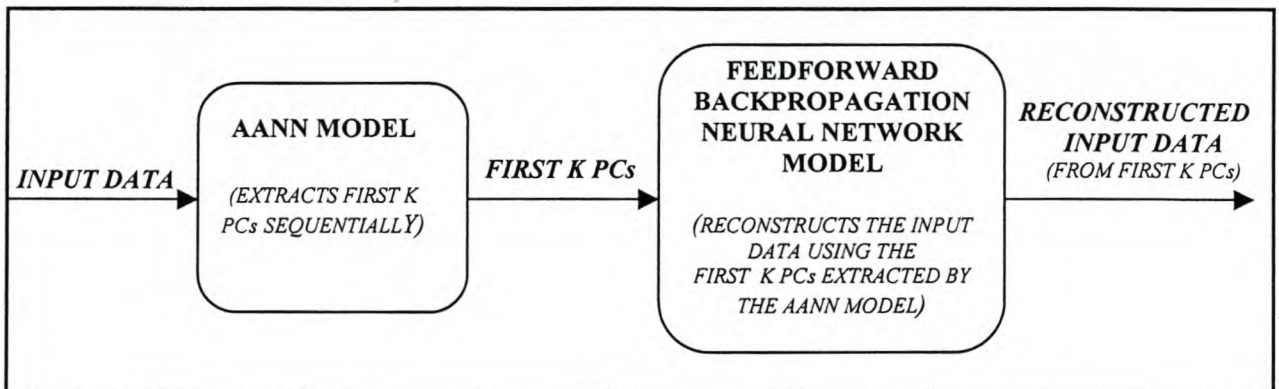 INPUT DATA
AANN MODEL
(EXTRACTS FIRST K
PCs SEQUENTIALLY)
FIRST K PCs
FEEDFORWARD
BACKPROPAGATION
NEURAL NETWORK
MODEL
(RECONSTRUCTS THE INPUT
DATA USING THE
FIRST K PCs EXTRACTED BY
THE AANN MODEL)
RECONSTRUCTED
INPUT DATA
(FROM FIRST K PCs)